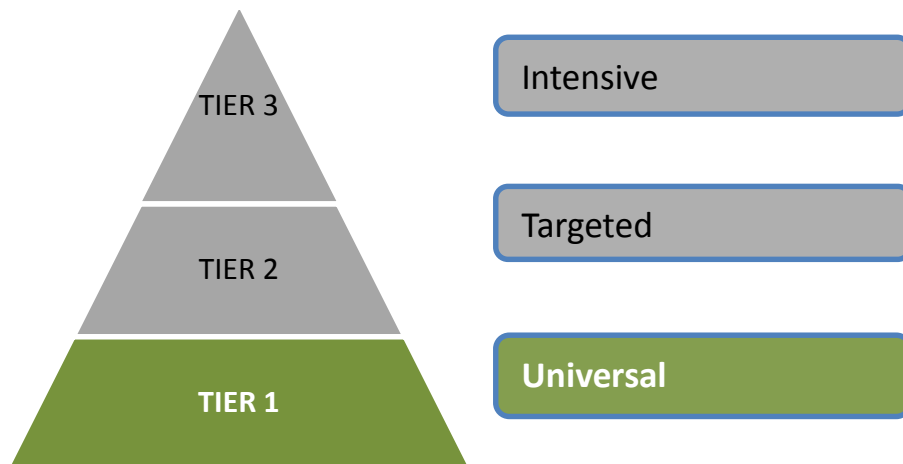 TIER 3
Intensive
TIER 2
Targeted
TIER 1
Universal